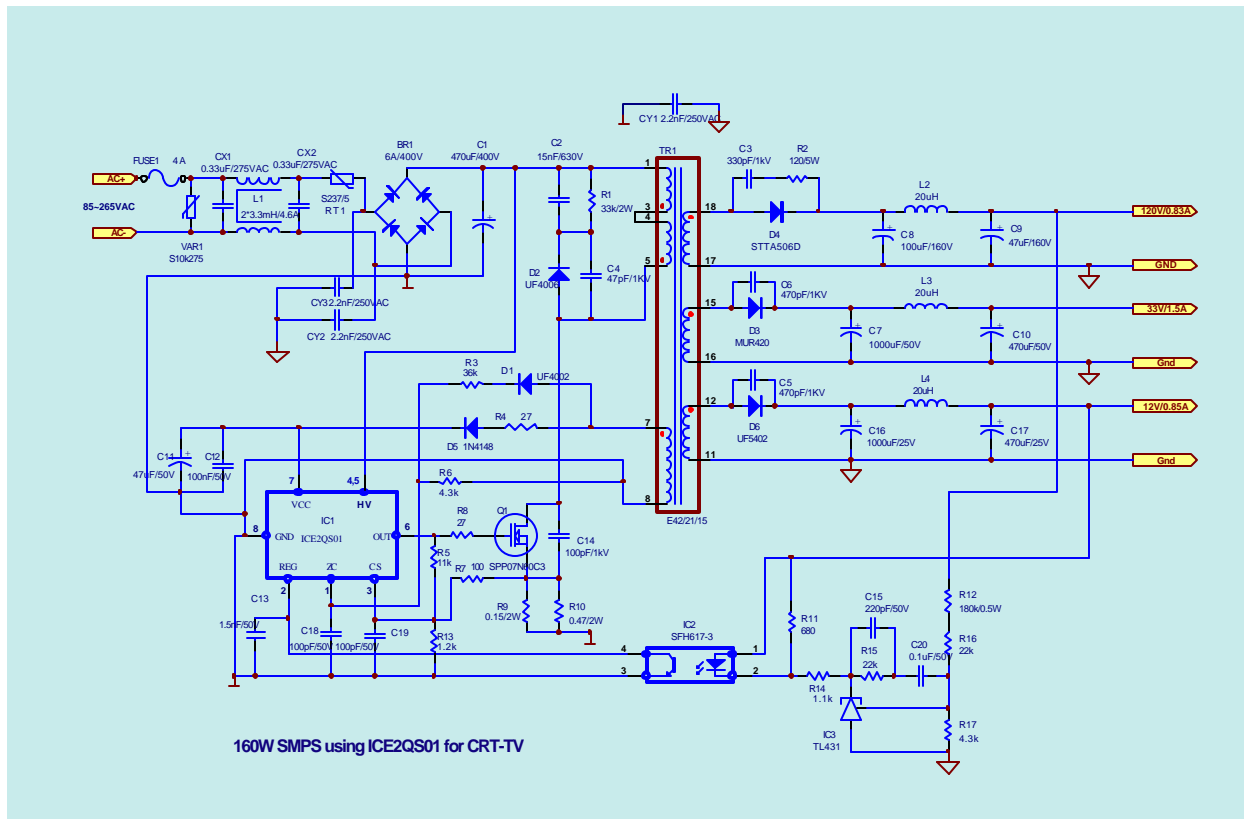 CY1 2.2nF/250VAC
FUSE1 4 A
CX1
0.33uF/275VAC
CX2
0.33uF/275VAC
BR1
6A/400V
C1
470uF/400V
C2
15nF/630V
TR1
C3
330pF/1kV
R2
120/5W
AC+
85~265VAC
AC-
L1
2*3.3mH/4.6A
S237/5
RT1
VAR1
S10k275
R1
33k/2W
1
3
4
5
18
17
D4
STTA506D
L2
20uH
C8
100uF/160V
C9
47uF/160V
120V/0.83A
GND
D2
UF4006
C4
47pF/1KV
CY3 2.2nF/250VAC
CY2 2.2nF/250VAC
C6
470pF/1KV
15
16
D3
MUR420
L3
20uH
C7
1000uF/50V
C10
470uF/50V
33V/1.5A
Gnd
R3
36k
D1
UF4002
C5
470pF/1KV
12
11
D6
UF5402
L4
20uH
C16
1000uF/25V
C17
470uF/25V
12V/0.85A
Gnd
R4 27
D5 1N4148
7
8
E42/21/15
C11
47uF/50V
C12
100nF/50V
R6
4.3k
7
4,5
VCC
HV
IC1
ICE2QS01
8
GND
OUT
6
REG
ZC
CS
2
1
3
R8
27
Q1
SPP07N60C3
C14
100pF/1kV
R5
11k
R7 100
R9
0.15/2W
R10
0.47/2W
C13
1.5nF/50V
C18
100pF/50V
C19
100pF/50V
R13
1.2k
IC2
SFH617-3
4
3
1
2
R11
680
C15
220pF/50V
R12
180k/0.5W
R16
22k
R15
22k
C20
0.1uF/50V
R14
1.1k
IC3
TL431
R17
4.3k
160W SMPS using ICE2QS01 for CRT-TV